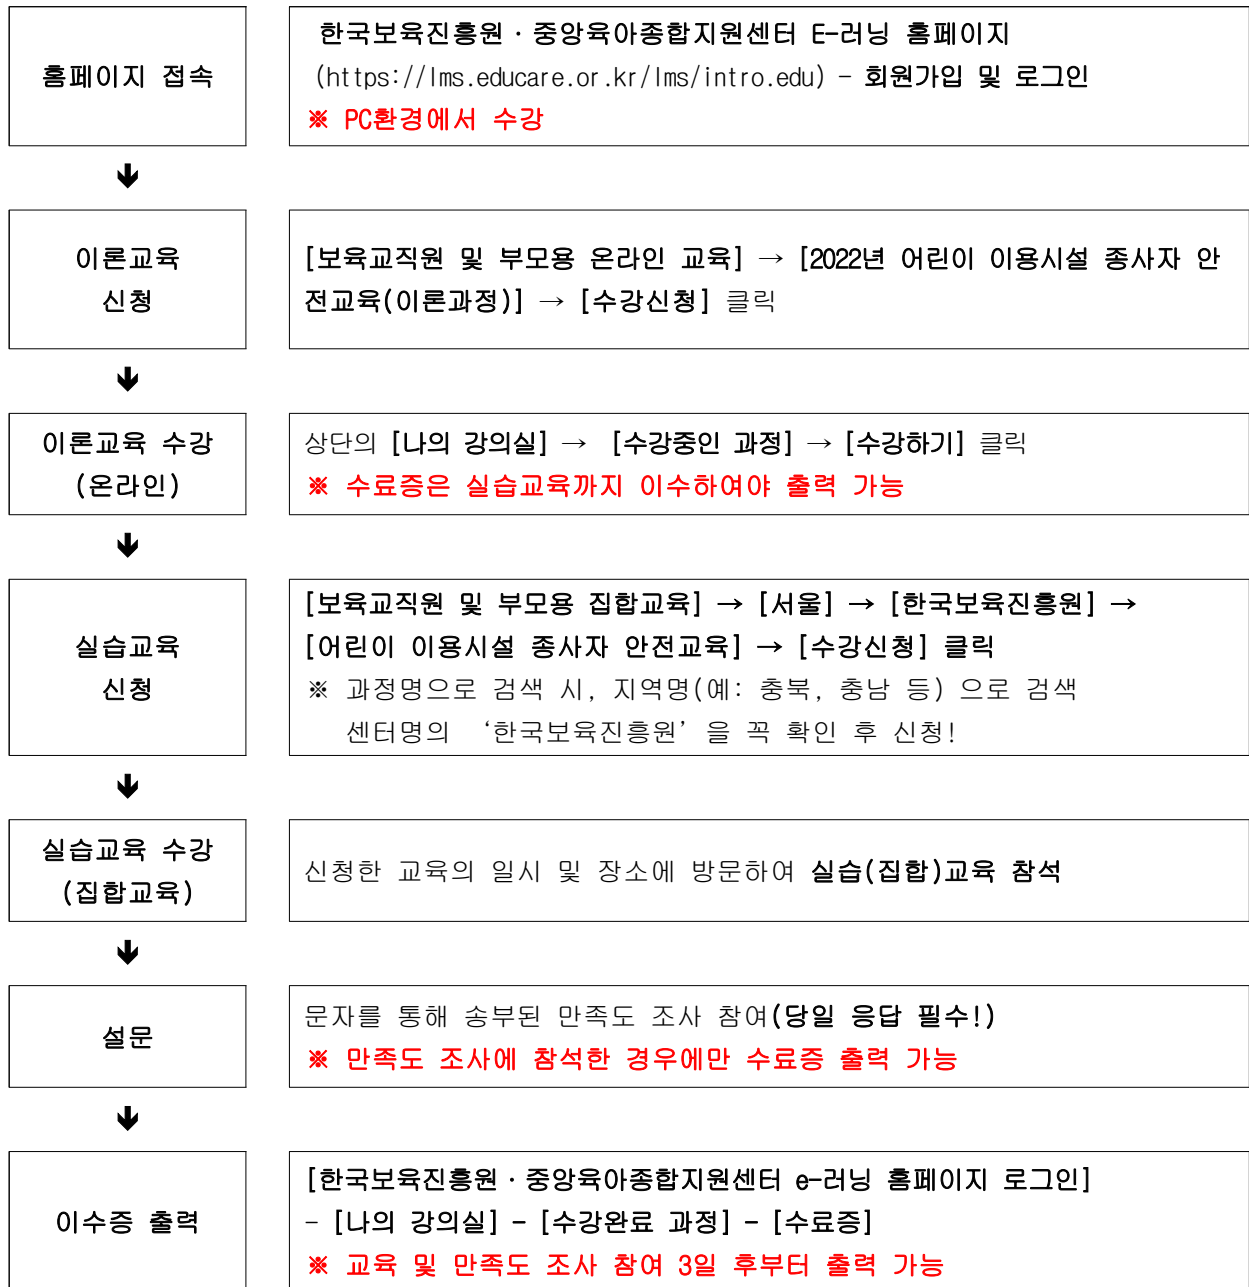 한국보육진흥원·중앙육아종합지원센터 E-러닝 홈페이지
홈페이지 접속
(https://lms.educare.or.kr/lms/intro.edu) - 회원가입 및 로그인
※ PC환경에서 수강
🡻
이론교육
신청
[보육교직원 및 부모용 온라인 교육] → [2022년 어린이 이용시설 종사자 안
전교육(이론과정)] → [수강신청] 클릭
🡻
이론교육 수강
(온라인)
상단의 [나의 강의실] → [수강중인 과정] → [수강하기] 클릭
※ 수료증은 실습교육까지 이수하여야 출력 가능
🡻
실습교육
신청
[보육교직원 및 부모용 집합교육] → [서울] → [한국보육진흥원] →
[어린이 이용시설 종사자 안전교육] → [수강신청] 클릭
※ 과정명으로 검색 시, 지역명(예: 충북, 충남 등) 으로 검색
센터명의 ‘한국보육진흥원’을 꼭 확인 후 신청!
🡻
실습교육 수강
(집합교육)
신청한 교육의 일시 및 장소에 방문하여 실습(집합)교육 참석
🡻
설문
문자를 통해 송부된 만족도 조사 참여(당일 응답 필수!)
※ 만족도 조사에 참석한 경우에만 수료증 출력 가능
🡻
이수증 출력
[한국보육진흥원·중앙육아종합지원센터 e-러닝 홈페이지 로그인]
- [나의 강의실] - [수강완료 과정] - [수료증]
※ 교육 및 만족도 조사 참여 3일 후부터 출력 가능